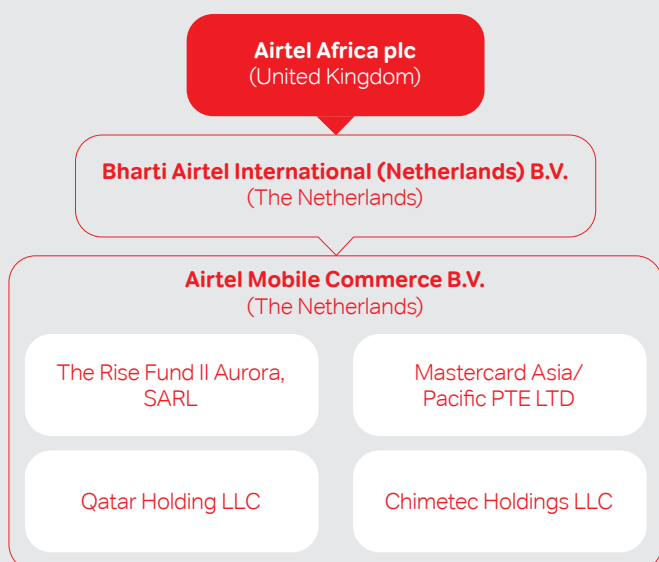 Airtel Africa plc
(United Kingdom)
Bharti Airtel International (Netherlands) B.V.
(The Netherlands)
Airtel Mobile Commerce B.V.
(The Netherlands)
The Rise Fund II Aurora,
SARL
Mastercard Asia/
Pacific PTE LTD
Qatar Holding LLC
Chimetec Holdings LLC